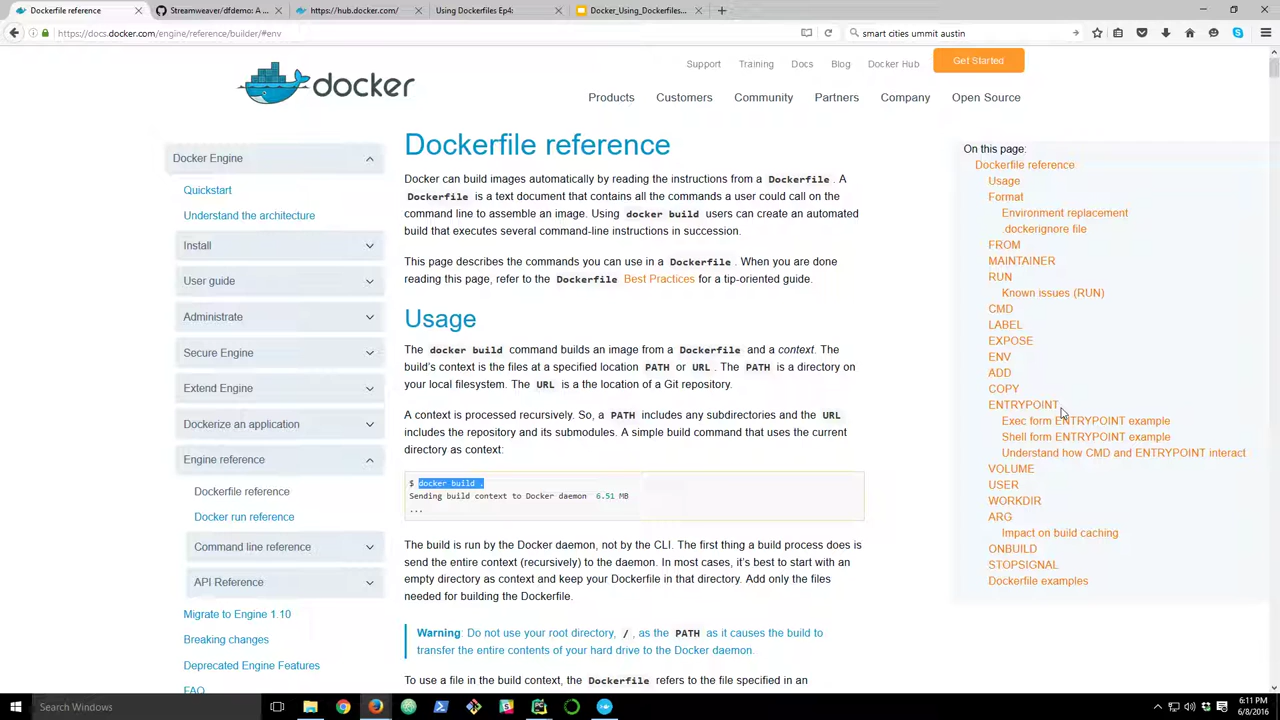 Dockerfile reference
Streamweaver/dfdemo: A ...
https://hub.docker.com/
Using Dockerfiles Ep4:
Docker_Using_Dockerfiles...
https://docs.docker.com/engine/reference/builder/#env
smart cities ummit austin
docker
Support
Training
Docs
Blog
Docker Hub
Get Started
Products
Customers
Community
Partners
Company
Open Source
Docker Engine
Quickstart
Understand the architecture
Install
User guide
Administrate
Secure Engine
Extend Engine
Dockerize an application
Engine reference
Dockerfile reference
Docker run reference
Command line reference
API Reference
Migrate to Engine 1.10
Breaking changes
Deprecated Engine Features
FAQ
Dockerfile reference
Docker can build images automatically by reading the instructions from a Dockerfile. A
Dockerfile is a text document that contains all the commands a user could call on the
command line to assemble an image. Using docker build users can create an automated
build that executes several command-line instructions in succession.
This page describes the commands you can use in a Dockerfile. When you are done
reading this page, refer to the Dockerfile Best Practices for a tip-oriented guide.
Usage
The docker build command builds an image from a Dockerfile and a context. The
build's context is the files at a specified location PATH or URL. The PATH is a directory on
your local filesystem. The URL is a the location of a Git repository.
A context is processed recursively. So, a PATH includes any subdirectories and the URL
includes the repository and its submodules. A simple build command that uses the current
directory as context:
$ docker build .
Sending build context to Docker daemon 6.51 MB
...
The build is run by the Docker daemon, not by the CLI. The first thing a build process does is
send the entire context (recursively) to the daemon. In most cases, it's best to start with an
empty directory as context and keep your Dockerfile in that directory. Add only the files
needed for building the Dockerfile.
Warning: Do not use your root directory, /, as the PATH as it causes the build to
transfer the entire contents of your hard drive to the Docker daemon.
To use a file in the build context, the Dockerfile refers to the file specified in an
On this page:
Dockerfile reference
Usage
Format
Environment replacement
.dockerignore file
FROM
MAINTAINER
RUN
Known issues (RUN)
CMD
LABEL
EXPOSE
ENV
ADD
COPY
ENTRYPOINT
Exec form ENTRYPOINT example
Shell form ENTRYPOINT example
Understand how CMD and ENTRYPOINT interact
VOLUME
USER
WORKDIR
ARG
Impact on build caching
ONBUILD
STOPSIGNAL
Dockerfile examples
Search Windows
6:11 PM
6/8/2016